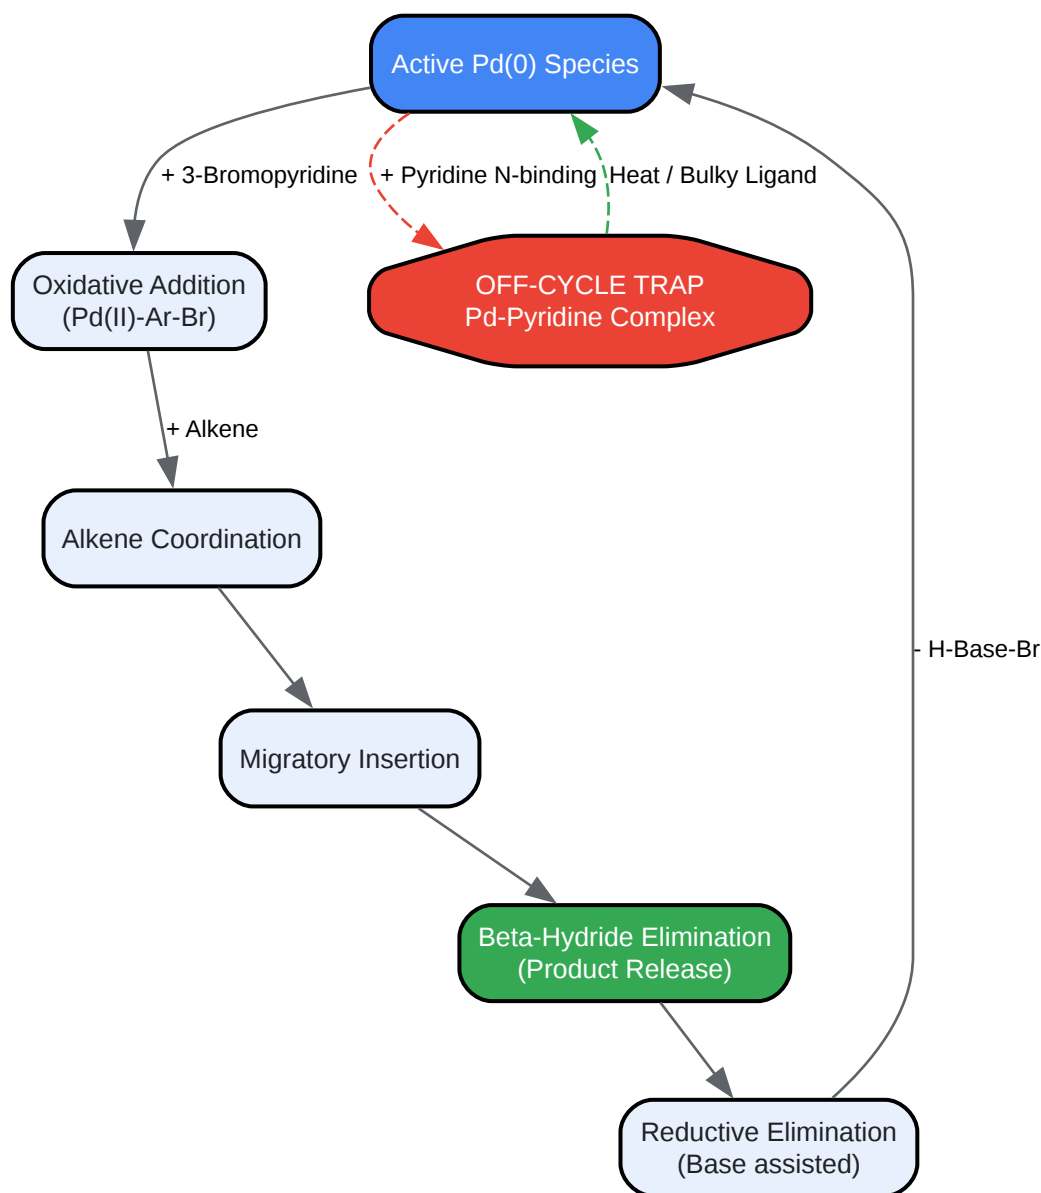 Active Pd(0) Species
+ 3-Bromopyridine
+ Pyridine N-binding
Heat / Bulky Ligand
Oxidative Addition
(Pd(II)-Ar-Br)
OFF-CYCLE TRAP
Pd-Pyridine Complex
+ Alkene
Alkene Coordination
- H-Base-Br
Migratory Insertion
Beta-Hydride Elimination
(Product Release)
Reductive Elimination
(Base assisted)